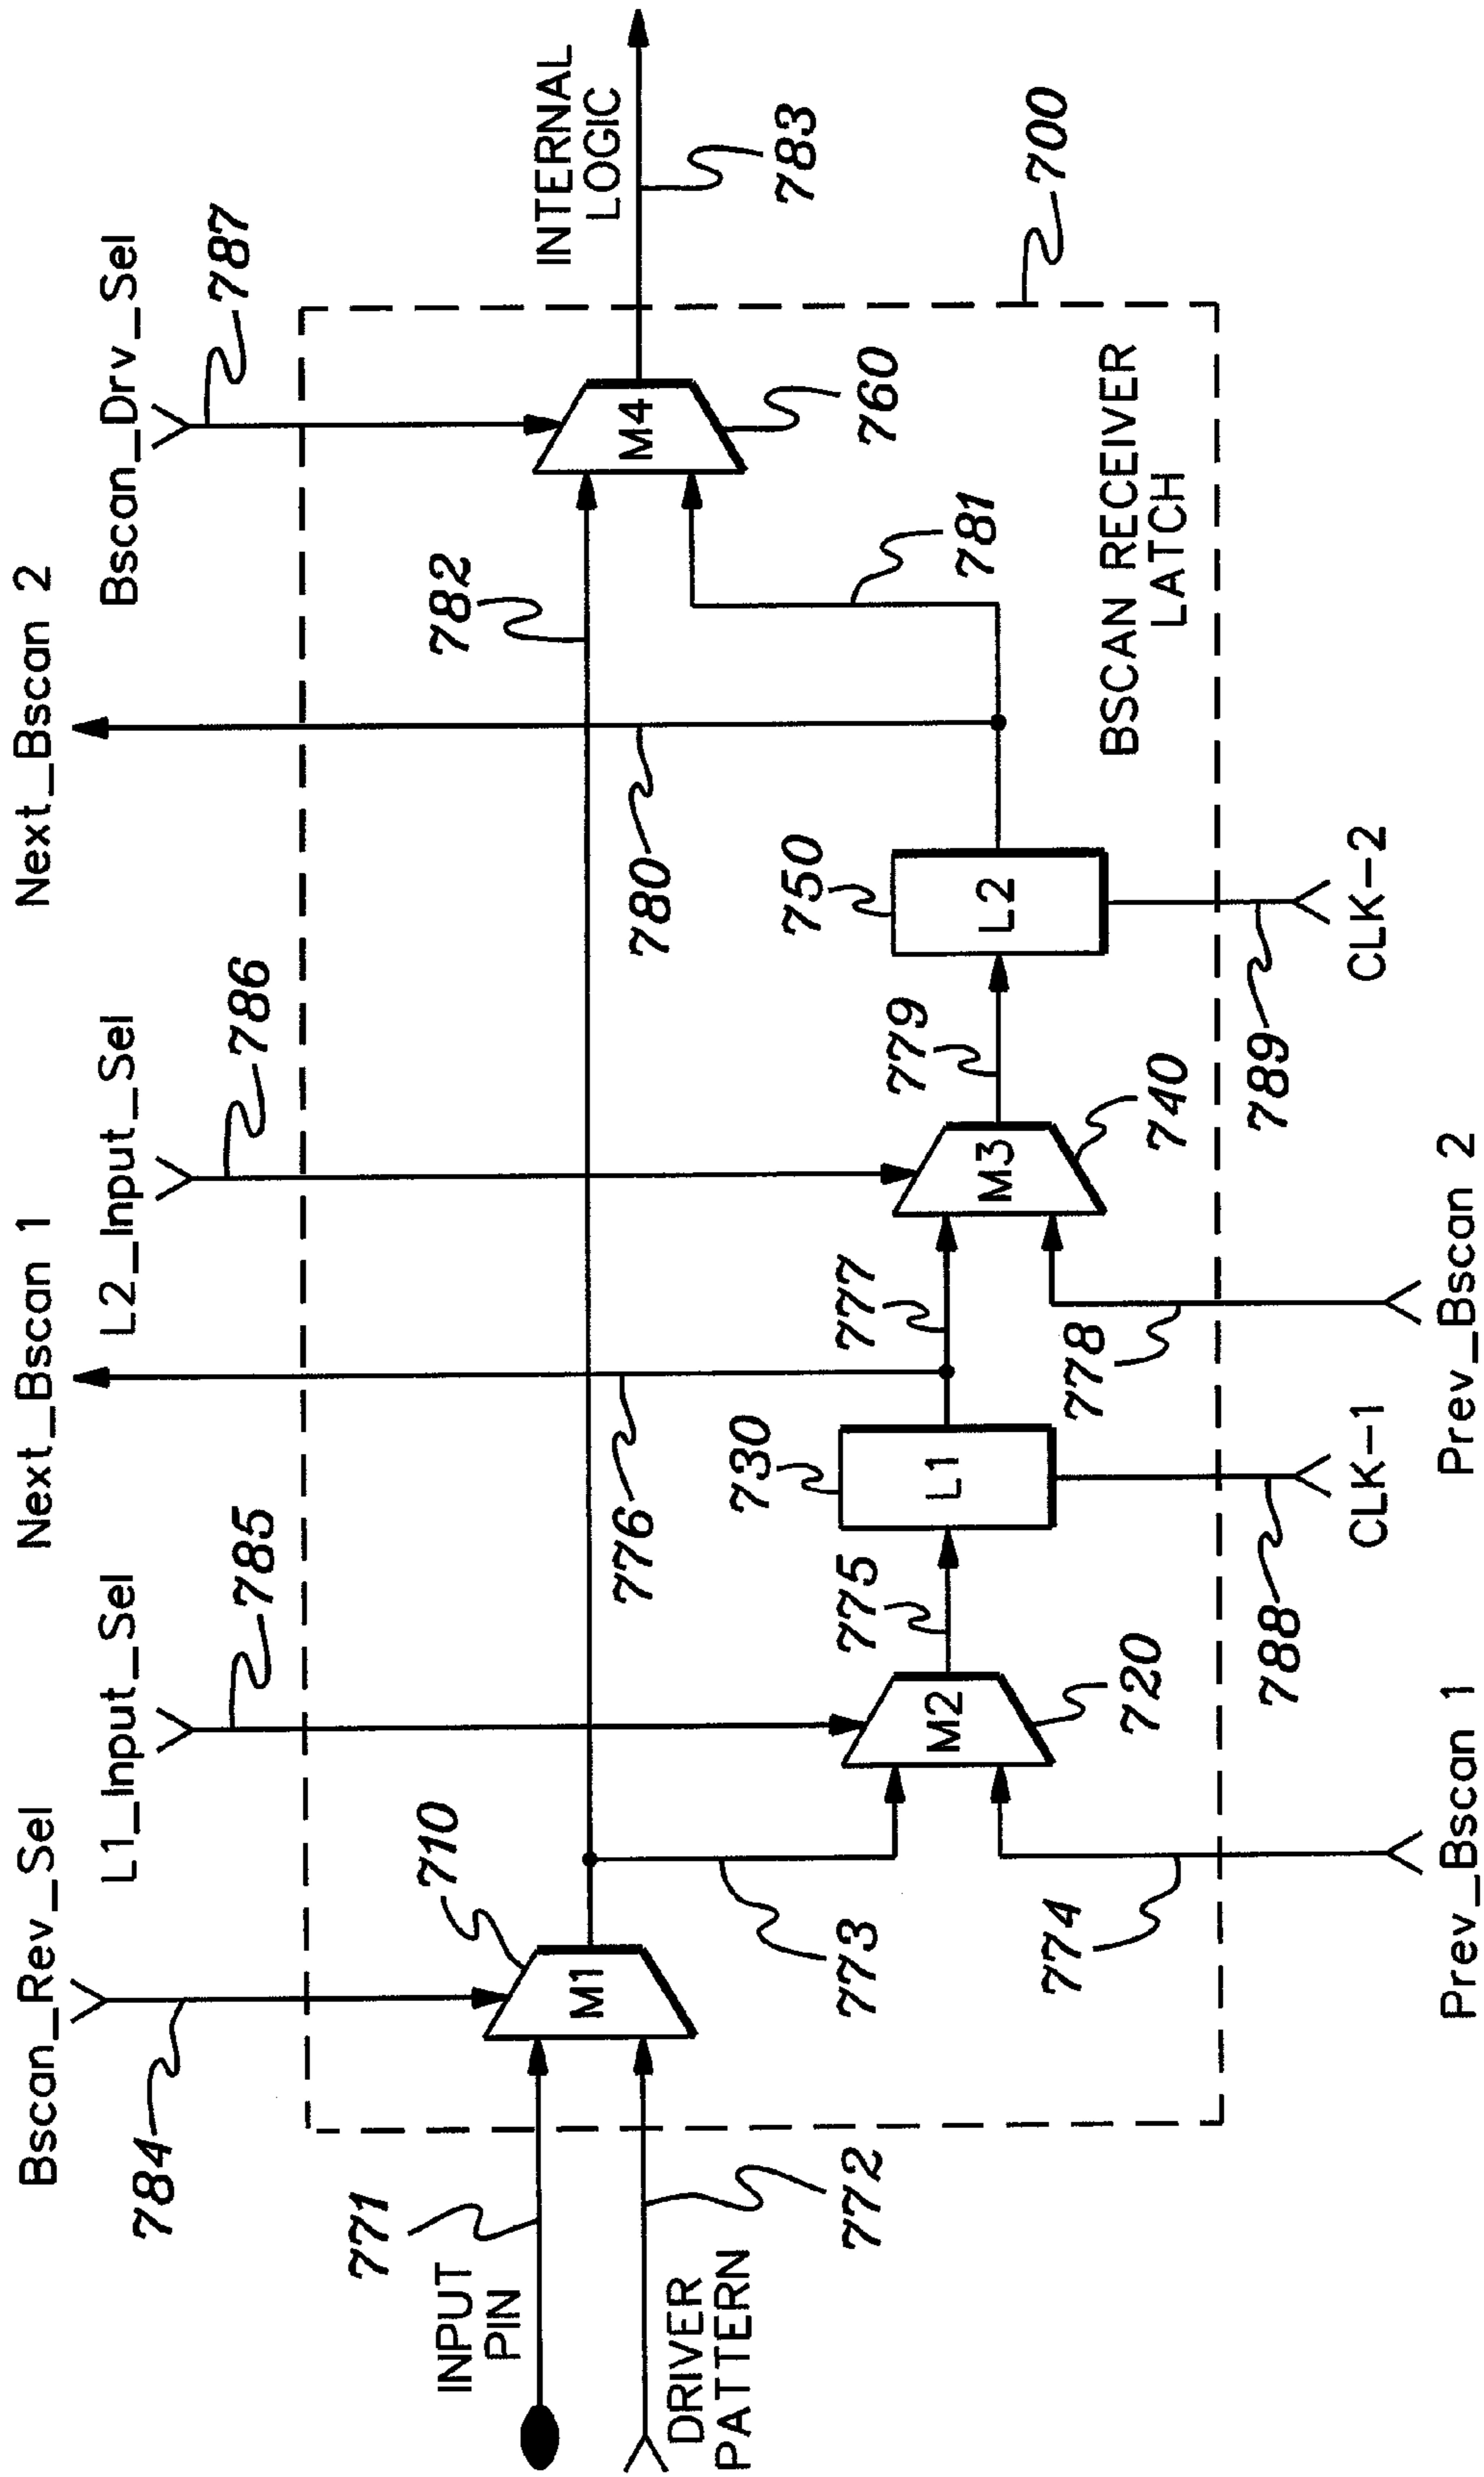 Bscan_Rev_Sel
784
L1_Input_Sel
785
Next_Bscan 1
L2_Input_Sel
786
Next_Bscan 2
Bscan_Drv_Sel
787
INPUT
PIN
771
DRIVER
PATTERN
772
M1
710
773
774
M2
720
775
L1
730
776
777
778
M3
740
779
L2
750
780
782
781
M4
760
INTERNAL
LOGIC
783
BSCAN RECEIVER
LATCH
700
Prev_Bscan 1
788
CLK-1
Prev_Bscan 2
789
CLK-2